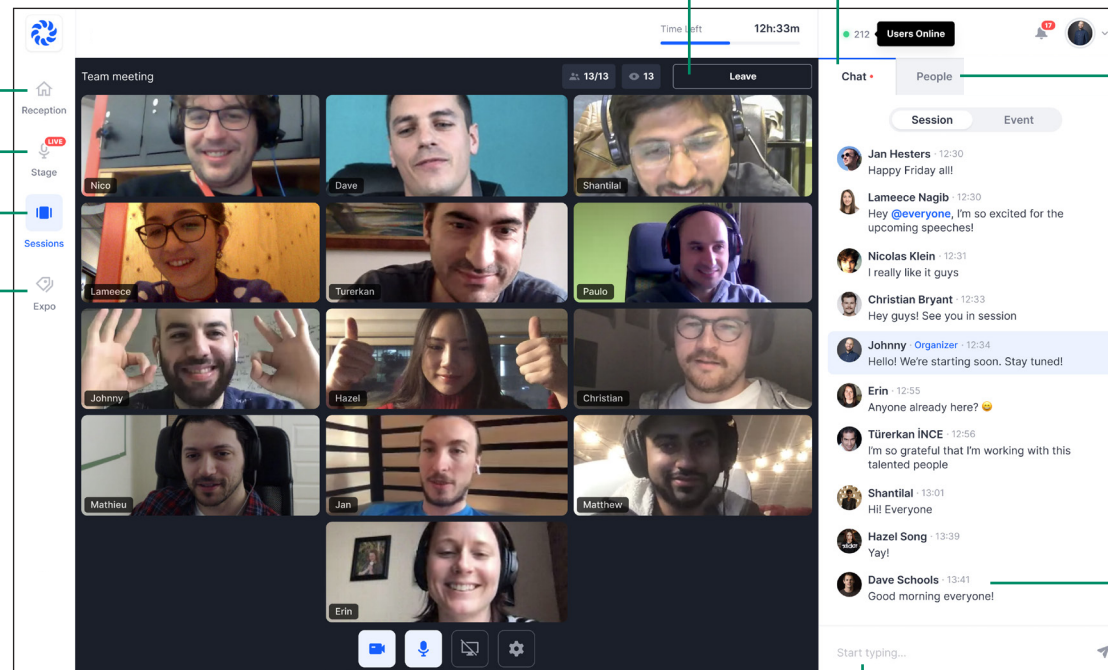 Time Left
12h:33m
212
Users Online
17
Reception
LIVE
Stage
Sessions
Expo
Team meeting
13/13
13
Leave
Nico
Dave
Shantilal
Lameece
Turerkan
Paulo
Johnny
Hazel
Christian
Mathieu
Jan
Matthew
Erin
Chat
People
Session
Event
Jan Hesters · 12:30
Happy Friday all!
Lameece Nagib · 12:30
Hey @everyone, I'm so excited for the
upcoming speeches!
Nicolas Klein · 12:31
I really like it guys
Christian Bryant · 12:33
Hey guys! See you in session
Johnny · Organizer · 12:34
Hello! We're starting soon. Stay tuned!
Erin · 12:55
Anyone already here? 😀
Türerkan İNCE · 12:56
I'm so grateful that I'm working with this
talented people
Shantilal · 13:01
Hi! Everyone
Hazel Song · 13:39
Yay!
Dave Schools · 13:41
Good morning everyone!
Start typing...